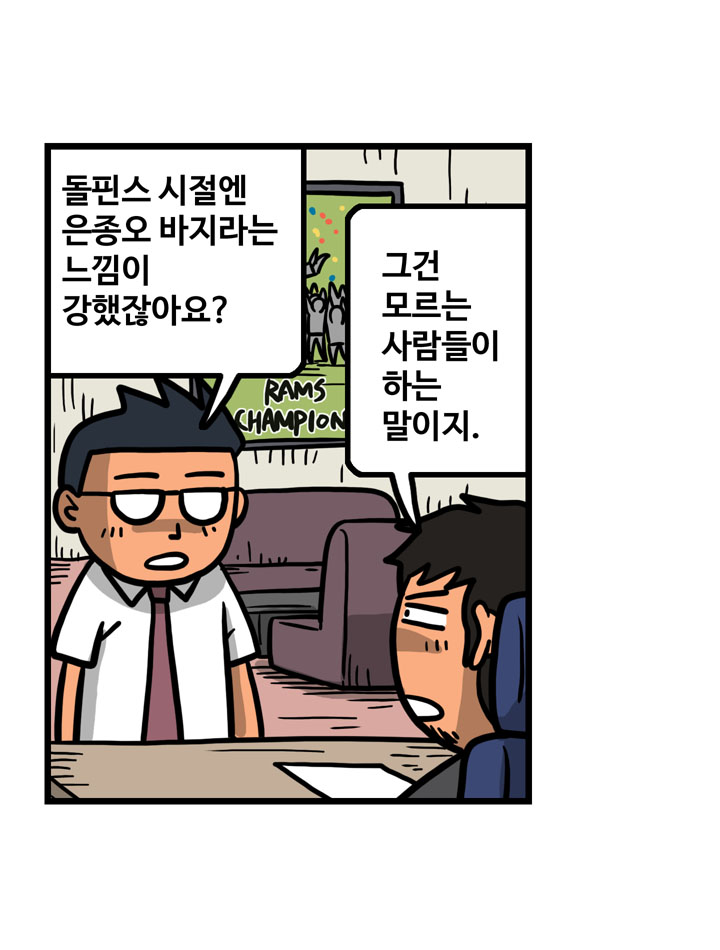 돌핀스 시절엔
은종오 바지라는
느낌이
강했잖아요?
그건
모르는
사람들이
하는
말이지.
RAMS
CHAMPION